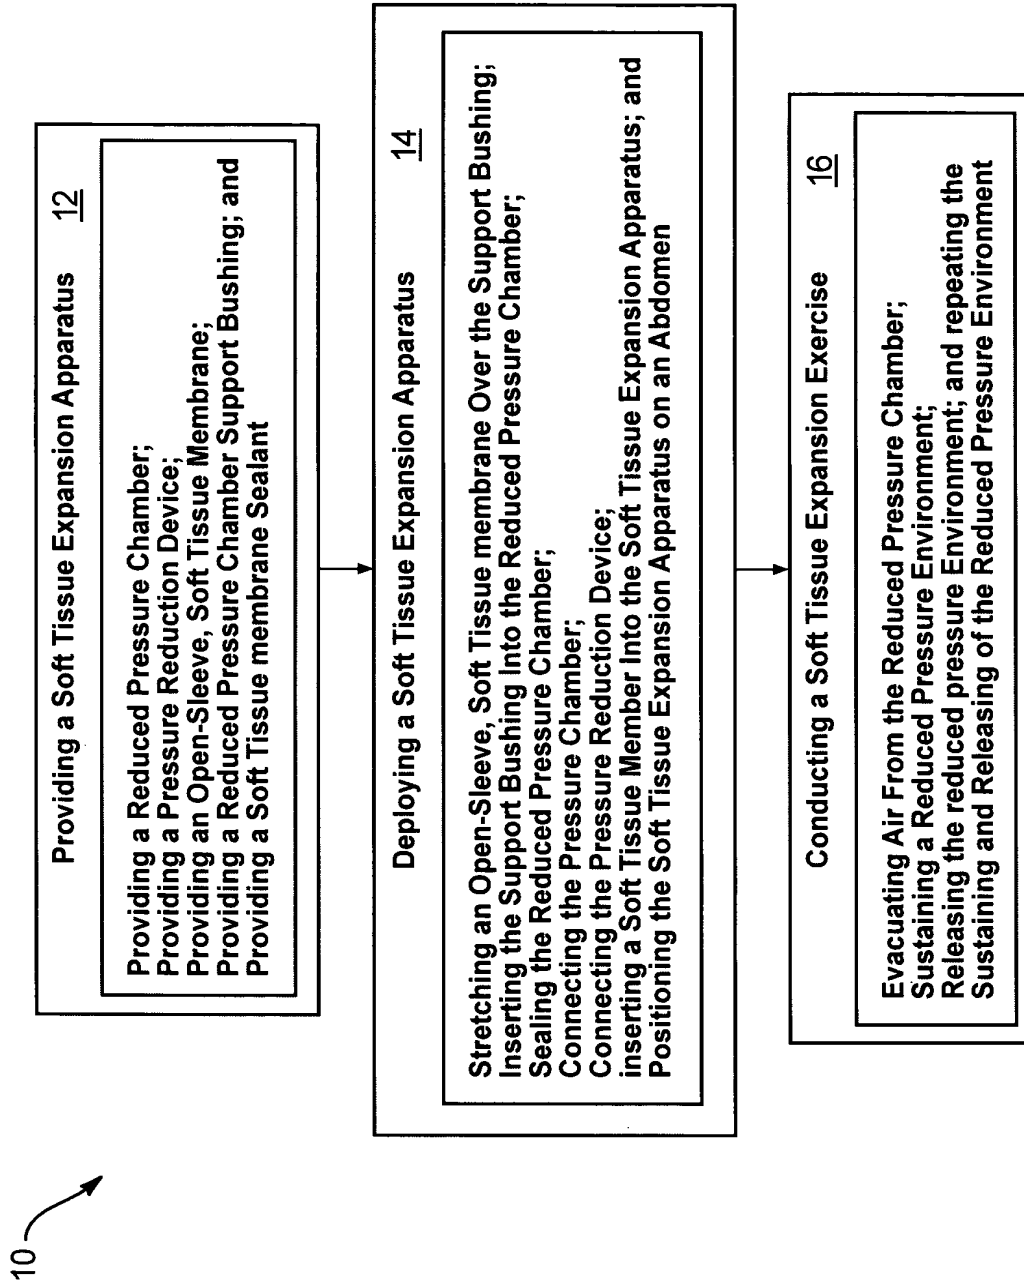 10
Providing a Soft Tissue Expansion Apparatus 12
Providing a Reduced Pressure Chamber;
Providing a Pressure Reduction Device;
Providing an Open-Sleeve, Soft Tissue Membrane;
Providing a Reduced Pressure Chamber Support Bushing; and
Providing a Soft Tissue membrane Sealant
Deploying a Soft Tissue Expansion Apparatus 14
Stretching an Open-Sleeve, Soft Tissue membrane Over the Support Bushing;
Inserting the Support Bushing Into the Reduced Pressure Chamber;
Sealing the Reduced Pressure Chamber;
Connecting the Pressure Chamber;
Connecting the Pressure Reduction Device;
inserting a Soft Tissue Member Into the Soft Tissue Expansion Apparatus; and
Positioning the Soft Tissue Expansion Apparatus on an Abdomen
Conducting a Soft Tissue Expansion Exercise 16
Evacuating Air From the Reduced Pressure Chamber;
Sustaining a Reduced Pressure Environment;
Releasing the reduced pressure Environment; and repeating the
Sustaining and Releasing of the Reduced Pressure Environment